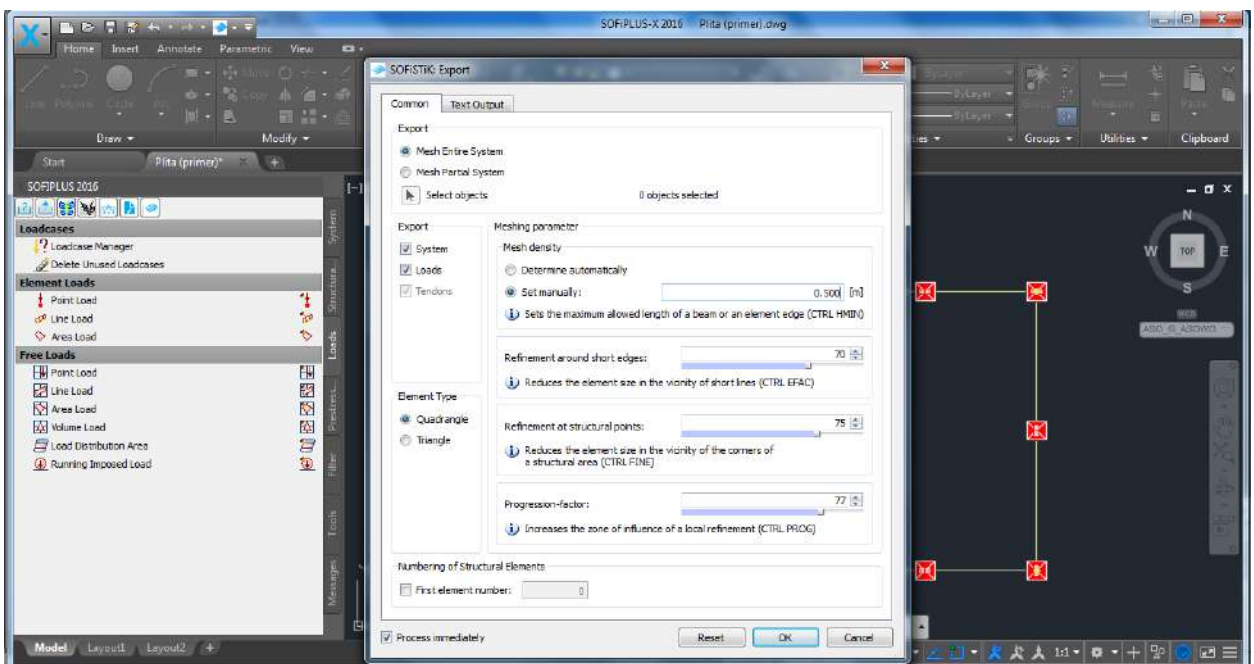 SOFiPLUS-X 2016 Plita (primer).dwg
Home Insert Annotate Parametric View
Move
Copy
Line Polyline Circle Arc
Draw Modify
Groups Utilities Clipboard
Start Plita (primer)*
SOFiPLUS 2016
Loadcases
Loadcase Manager
Delete Unused Loadcases
Element Loads
Point Load
Line Load
Area Load
Free Loads
Point Load
Line Load
Area Load
Volume Load
Load Distribution Area
Running Imposed Load
System
Loads
Filter
Tools
Messages
SOFiSTiK: Export
Common Text Output
Export
Mesh Entire System
Mesh Partial System
Select objects 0 objects selected
Export
System
Loads
Tendons
Element Type
Quadrangle
Triangle
Meshing parameter
Mesh density
Determine automatically
Set manually: 0.500 [m]
Sets the maximum allowed length of a beam or an element edge (CTRL HMIN)
Refinement around short edges: 70
Reduces the element size in the vicinity of short lines (CTRL EFAC)
Refinement at structural points: 75
Reduces the element size in the vicinity of the corners of
a structural area (CTRL FINE)
Progression-factor: 77
Increases the zone of influence of a local refinement (CTRL PROG)
Numbering of Structural Elements
First element number: 0
Process immediately Reset OK Cancel
N
W TOP E
S
Model Layout1 Layout2 +
1:1